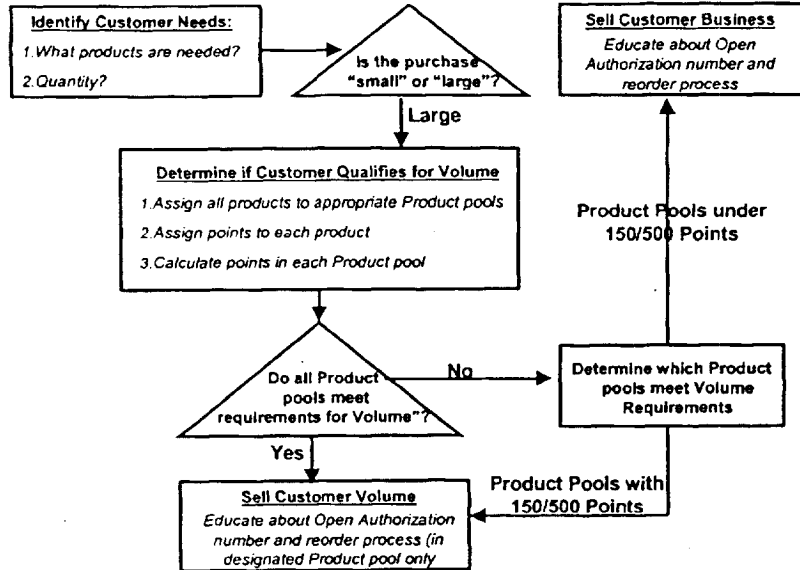 Identify Customer Needs:
1.What products are needed?
2.Quantity?
Is the purchase
"small" or "large"?
Sell Customer Business
Educate about Open
Authorization number and
reorder process
Large
Determine if Customer Qualifies for Volume
1.Assign all products to appropriate Product pools
2.Assign points to each product
3.Calculate points in each Product pool
Product Pools under
150/500 Points
Do all Product
pools meet
requirements for Volume"?
No
Determine which Product
pools meet Volume
Requirements
Yes
Product Pools with
150/500 Points
Sell Customer Volume
Educate about Open Authorization
number and reorder process (in
designated Product pool only